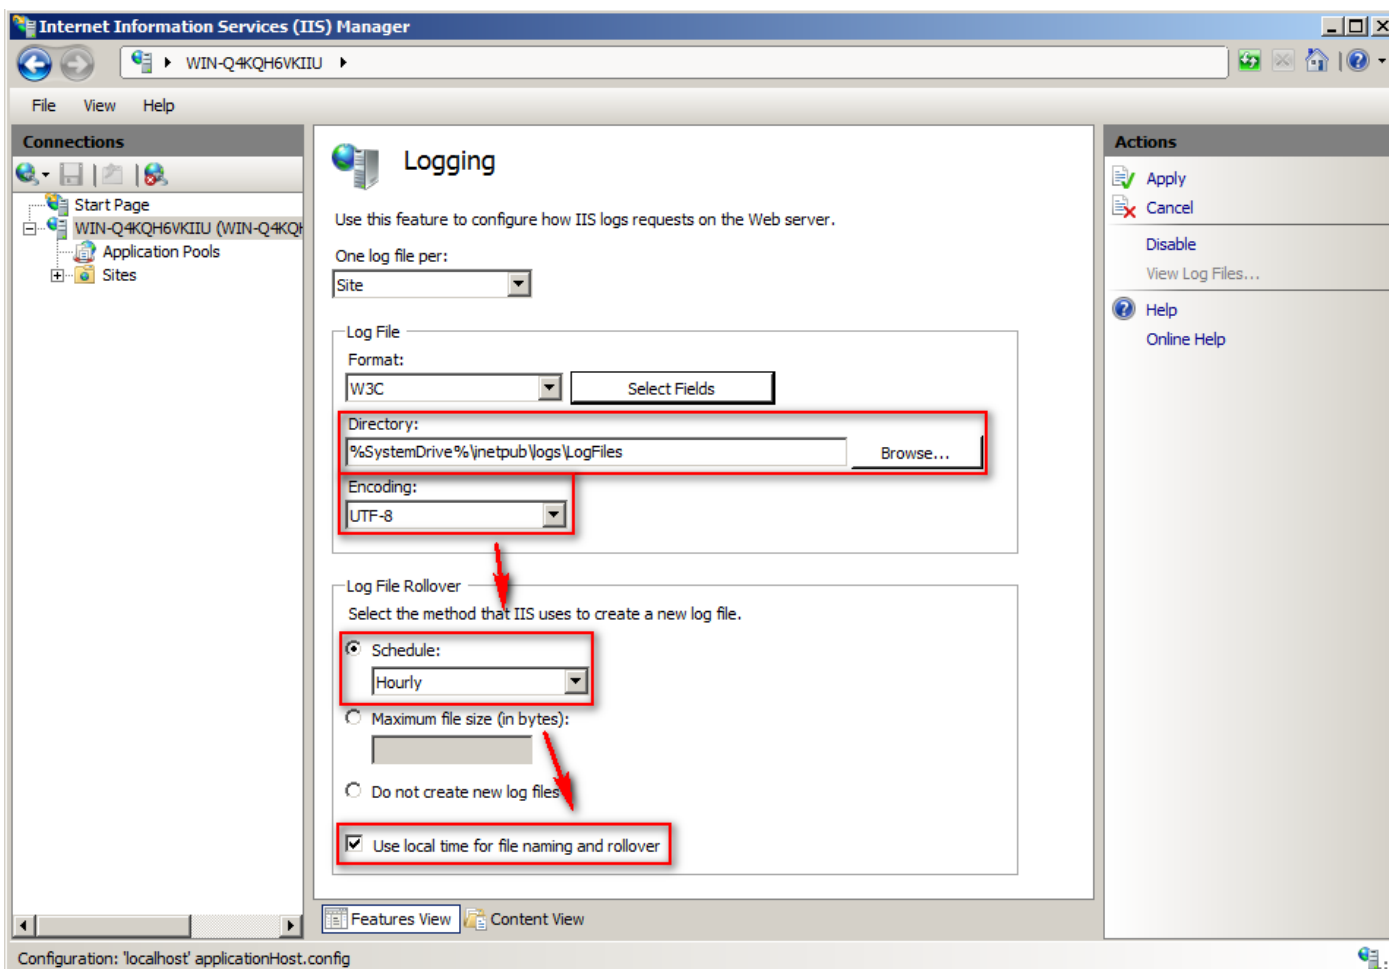 Internet Information Services (IIS) Manager
WIN-Q4KQH6VKIIU
File View Help
Connections
Start Page
WIN-Q4KQH6VKIIU (WIN-Q4KQH
Application Pools
Sites
Logging
Use this feature to configure how IIS logs requests on the Web server.
One log file per:
Site
Log File
Format:
W3C
Select Fields
Directory:
%SystemDrive%\inetpub\logs\LogFiles
Browse...
Encoding:
UTF-8
Log File Rollover
Select the method that IIS uses to create a new log file.
Schedule:
Hourly
Maximum file size (in bytes):
Do not create new log files
Use local time for file naming and rollover
Features View
Content View
Actions
Apply
Cancel
Disable
View Log Files...
Help
Online Help
Configuration: 'localhost' applicationHost.config